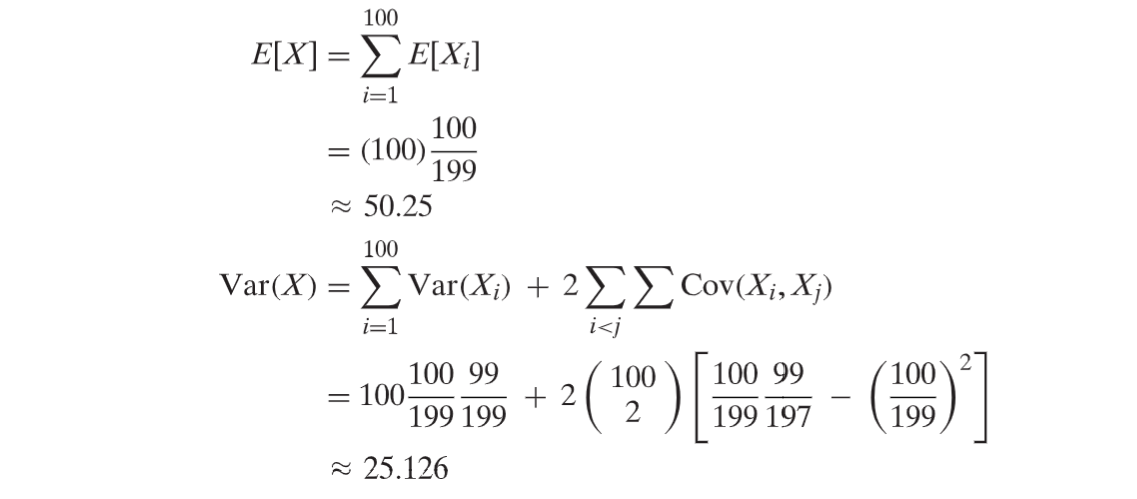 E[X] = \sum_{i=1}^{100} E[X_i]
= (100) \frac{100}{199}
≈ 50.25
Var(X) = \sum_{i=1}^{100} Var(X_i) + 2 \sum \sum_{i<j} Cov(X_i, X_j)
= 100 \frac{100}{199} \frac{99}{199} + 2 \binom{100}{2} \left[ \frac{100}{199} \frac{99}{197} - \left( \frac{100}{199} \right)^2 \right]
≈ 25.126